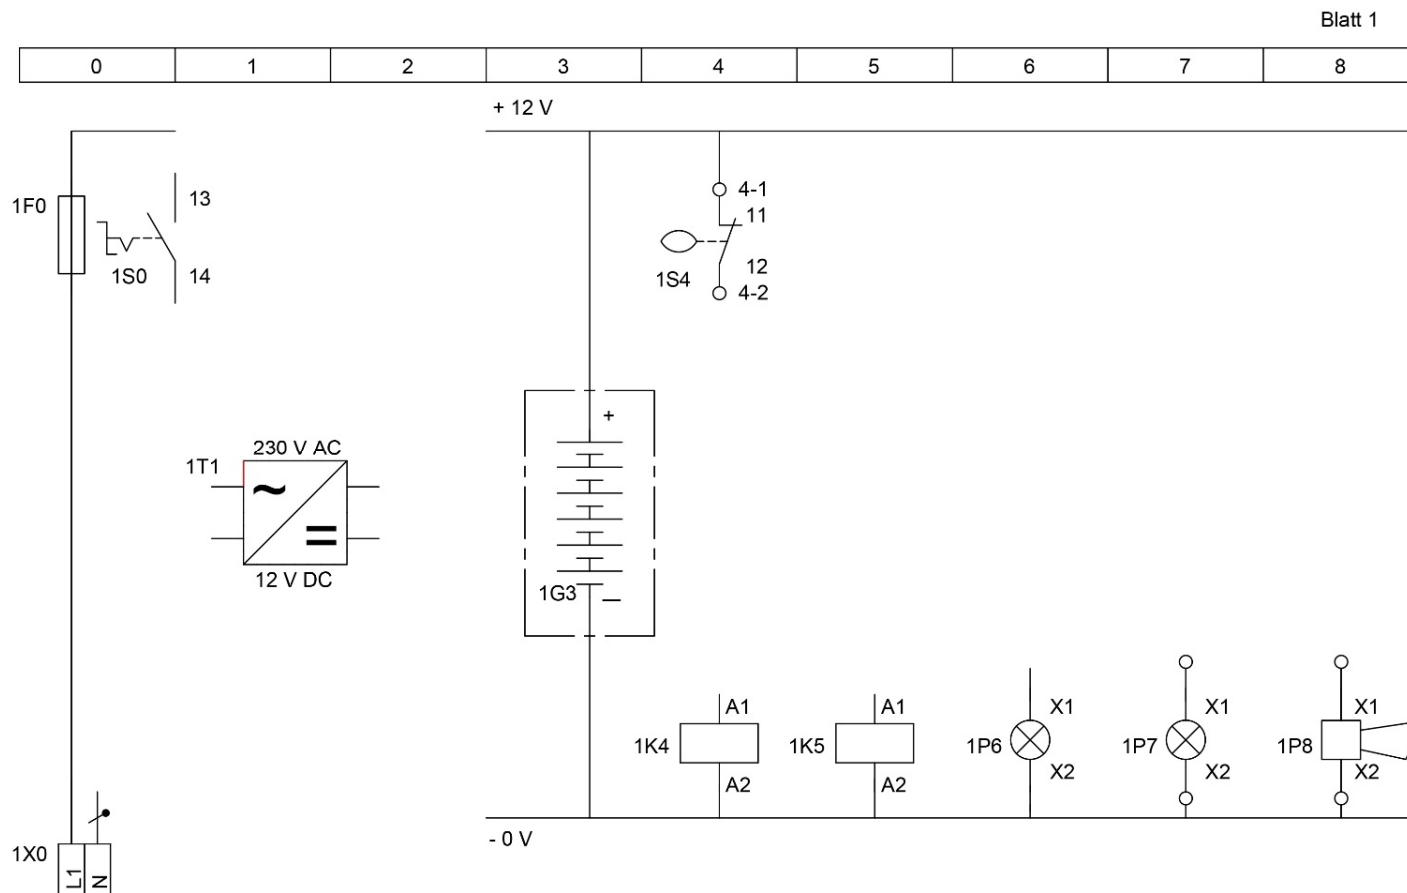 Blatt 1
0 1 2 3 4 5 6 7 8
+ 12 V
1F0
13
1S0
14
4-1
11
1S4
12
4-2
+
230 V AC
1T1
~
=
12 V DC
1G3
—
1K4
A1
A2
1K5
A1
A2
1P6
X1
X2
1P7
X1
X2
1P8
X1
X2
- 0 V
1X0
L1
N